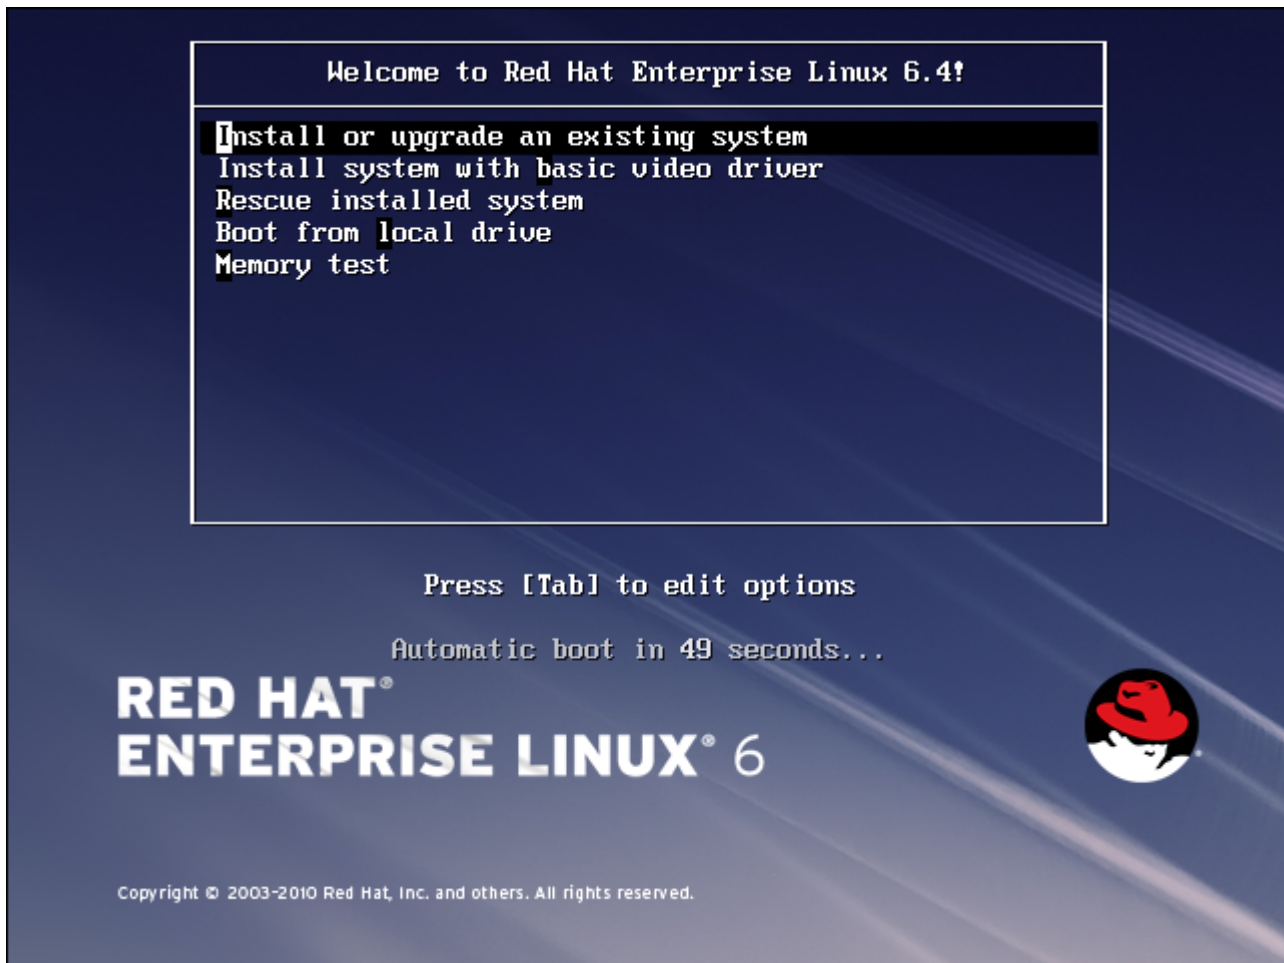 Welcome to Red Hat Enterprise Linux 6.4!
Install or upgrade an existing system
Install system with basic video driver
Rescue installed system
Boot from local drive
Memory test
Press [Tab] to edit options
Automatic boot in 49 seconds...
RED HAT®
ENTERPRISE LINUX® 6
Copyright © 2003-2010 Red Hat, Inc. and others. All rights reserved.